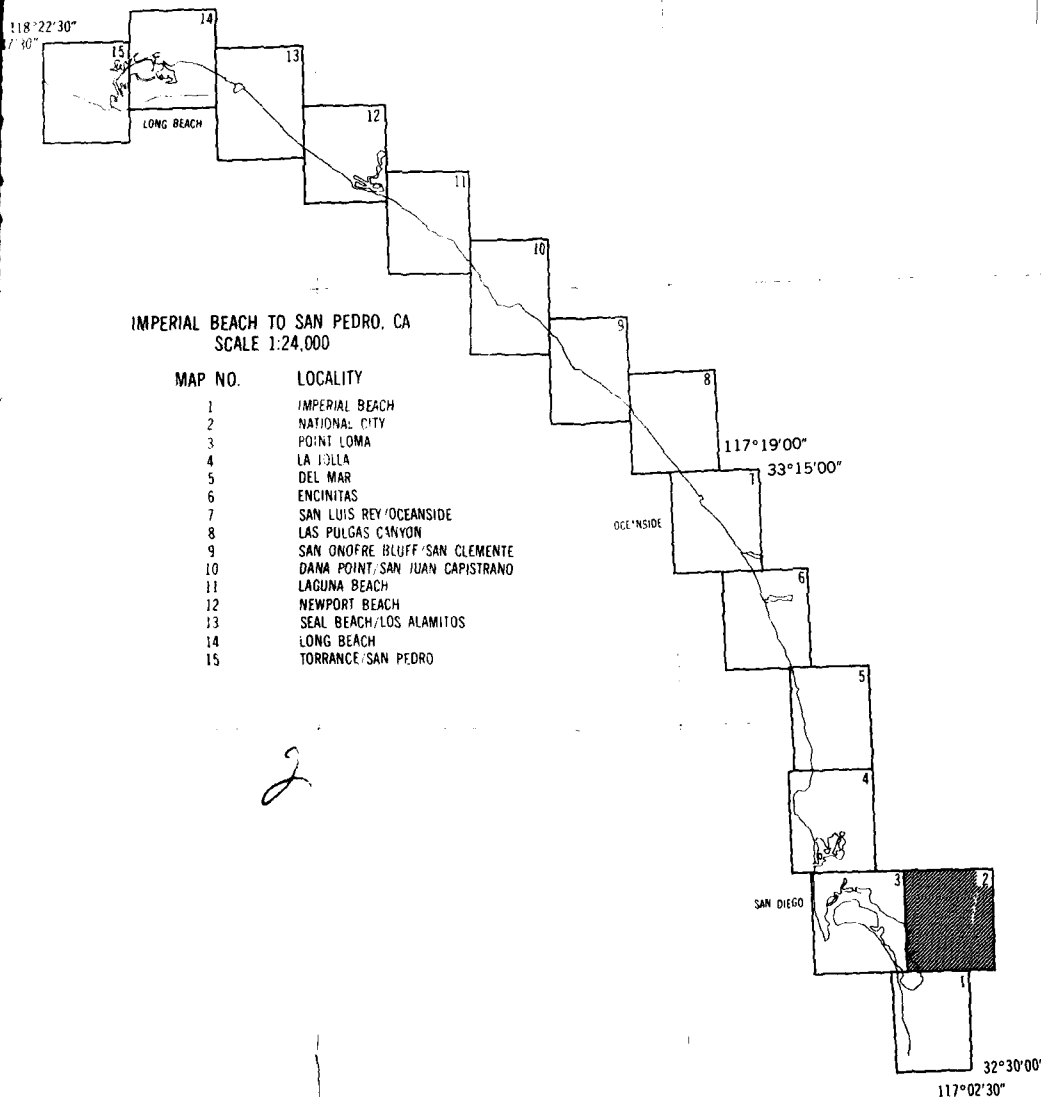 118°22'30"
7'30"
14
15
13
LONG BEACH
12
11
10
IMPERIAL BEACH TO SAN PEDRO, CA
SCALE 1:24,000
9
MAP NO. LOCALITY
1 IMPERIAL BEACH
2 NATIONAL CITY
3 POINT LOMA
4 LA JOLLA
5 DEL MAR
6 ENCINITAS
7 SAN LUIS REY/OCEANSIDE
8 LAS PULGAS CANYON
9 SAN ONOFRE BLUFF/SAN CLEMENTE
10 DANA POINT/SAN JUAN CAPISTRANO
11 LAGUNA BEACH
12 NEWPORT BEACH
13 SEAL BEACH/LOS ALAMITOS
14 LONG BEACH
15 TORRANCE/SAN PEDRO
8
117°19'00"
33°15'00"
7
OCEANSIDE
6
5
2
4
SAN DIEGO
3
2
1
32°30'00"
117°02'30"